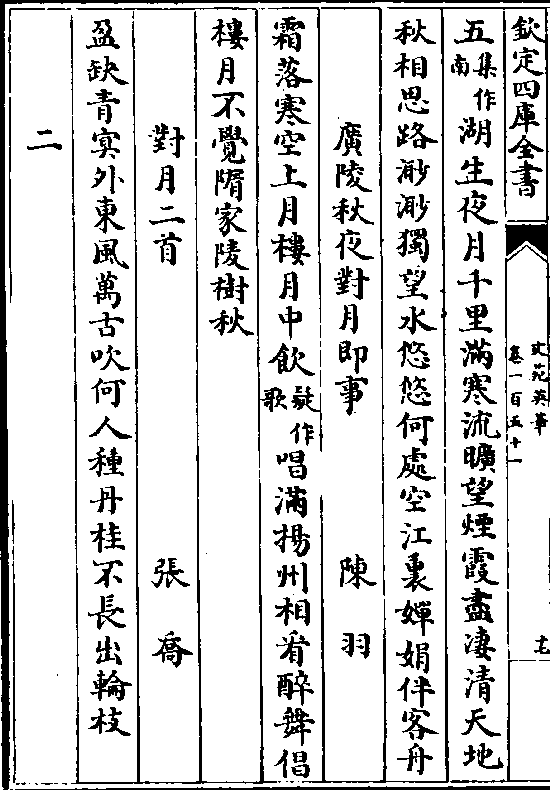 欽定四庫全書
文苑英華
卷一百五十一
十七
五集作南湖生夜月千里滿寒流曠望煙霞盡淒清天地
秋相思路渺渺獨望水悠悠何處空江裏嬋娟伴客舟
廣陵秋夜對月即事 陳羽
霜落寒空上月樓月中飲疑作歌唱滿揚州相看醉舞倡
樓月不覺隋家陵樹秋
對月二首 張喬
盈缺青㝠外東風萬古吹何人種丹桂不長出輪枝
二